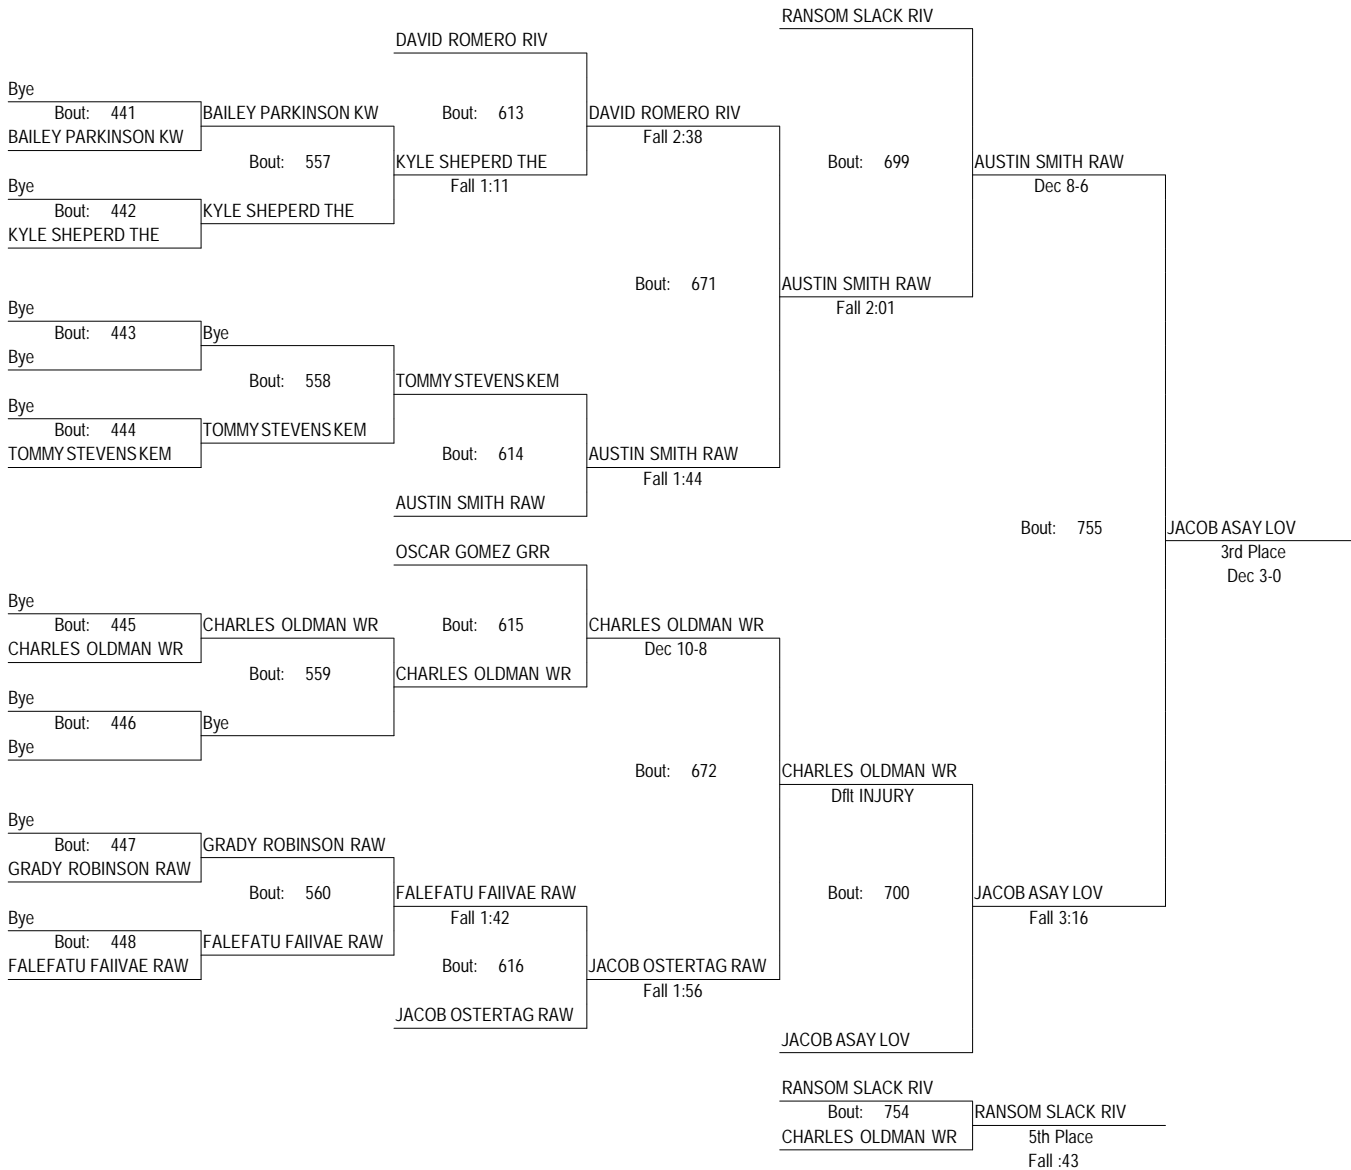 RANSOM SLACK RIV
DAVID ROMERO RIV
Bye
Bout: 441
BAILEY PARKINSON KW
Bout: 613
DAVID ROMERO RIV
BAILEY PARKINSON KW
Fall 2:38
Bout: 557
KYLE SHEPERD THE
Bout: 699
AUSTIN SMITH RAW
Bye
Fall 1:11
Dec 8-6
Bout: 442
KYLE SHEPERD THE
KYLE SHEPERD THE
Bout: 671
AUSTIN SMITH RAW
Bye
Fall 2:01
Bout: 443
Bye
Bye
Bout: 558
TOMMY STEVENS KEM
Bye
Bout: 444
TOMMY STEVENS KEM
TOMMY STEVENS KEM
Bout: 614
AUSTIN SMITH RAW
Fall 1:44
AUSTIN SMITH RAW
Bout: 755
JACOB ASAY LOV
OSCAR GOMEZ GRR
3rd Place
Dec 3-0
Bye
Bout: 445
CHARLES OLDMAN WR
Bout: 615
CHARLES OLDMAN WR
CHARLES OLDMAN WR
Dec 10-8
Bout: 559
CHARLES OLDMAN WR
Bye
Bout: 446
Bye
Bye
Bout: 672
CHARLES OLDMAN WR
Dflt INJURY
Bye
Bout: 447
GRADY ROBINSON RAW
GRADY ROBINSON RAW
Bout: 560
FALEFATU FAIIVAE RAW
Bout: 700
JACOB ASAY LOV
Bye
Fall 1:42
Fall 3:16
Bout: 448
FALEFATU FAIIVAE RAW
FALEFATU FAIIVAE RAW
Bout: 616
JACOB OSTERTAG RAW
Fall 1:56
JACOB OSTERTAG RAW
JACOB ASAY LOV
RANSOM SLACK RIV
Bout: 754
RANSOM SLACK RIV
CHARLES OLDMAN WR
5th Place
Fall :43